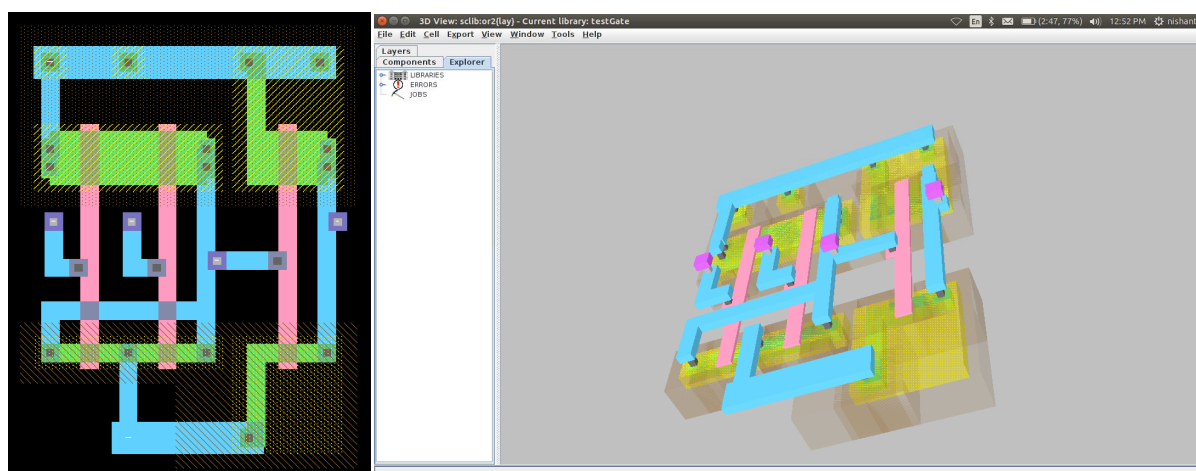 3D View: sclib:or2{lay} - Current library: testGate
En (2:47, 77%) 12:52 PM nishant
File Edit Cell Export View Window Tools Help
Layers
Components Explorer
LIBRARIES
ERRORS
JOBS